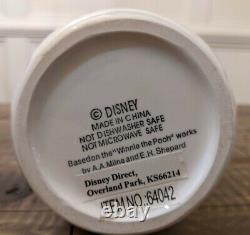 © DISNEY
MADE IN CHINA
NOT DISHWASHER SAFE
NOT MICROWAVE SAFE
Based on the "Winnie the Pooh" works
by A.A. Milne and E.H. Shepard
Disney Direct,
Overland Park, KS66214
ITEM NO.:64042